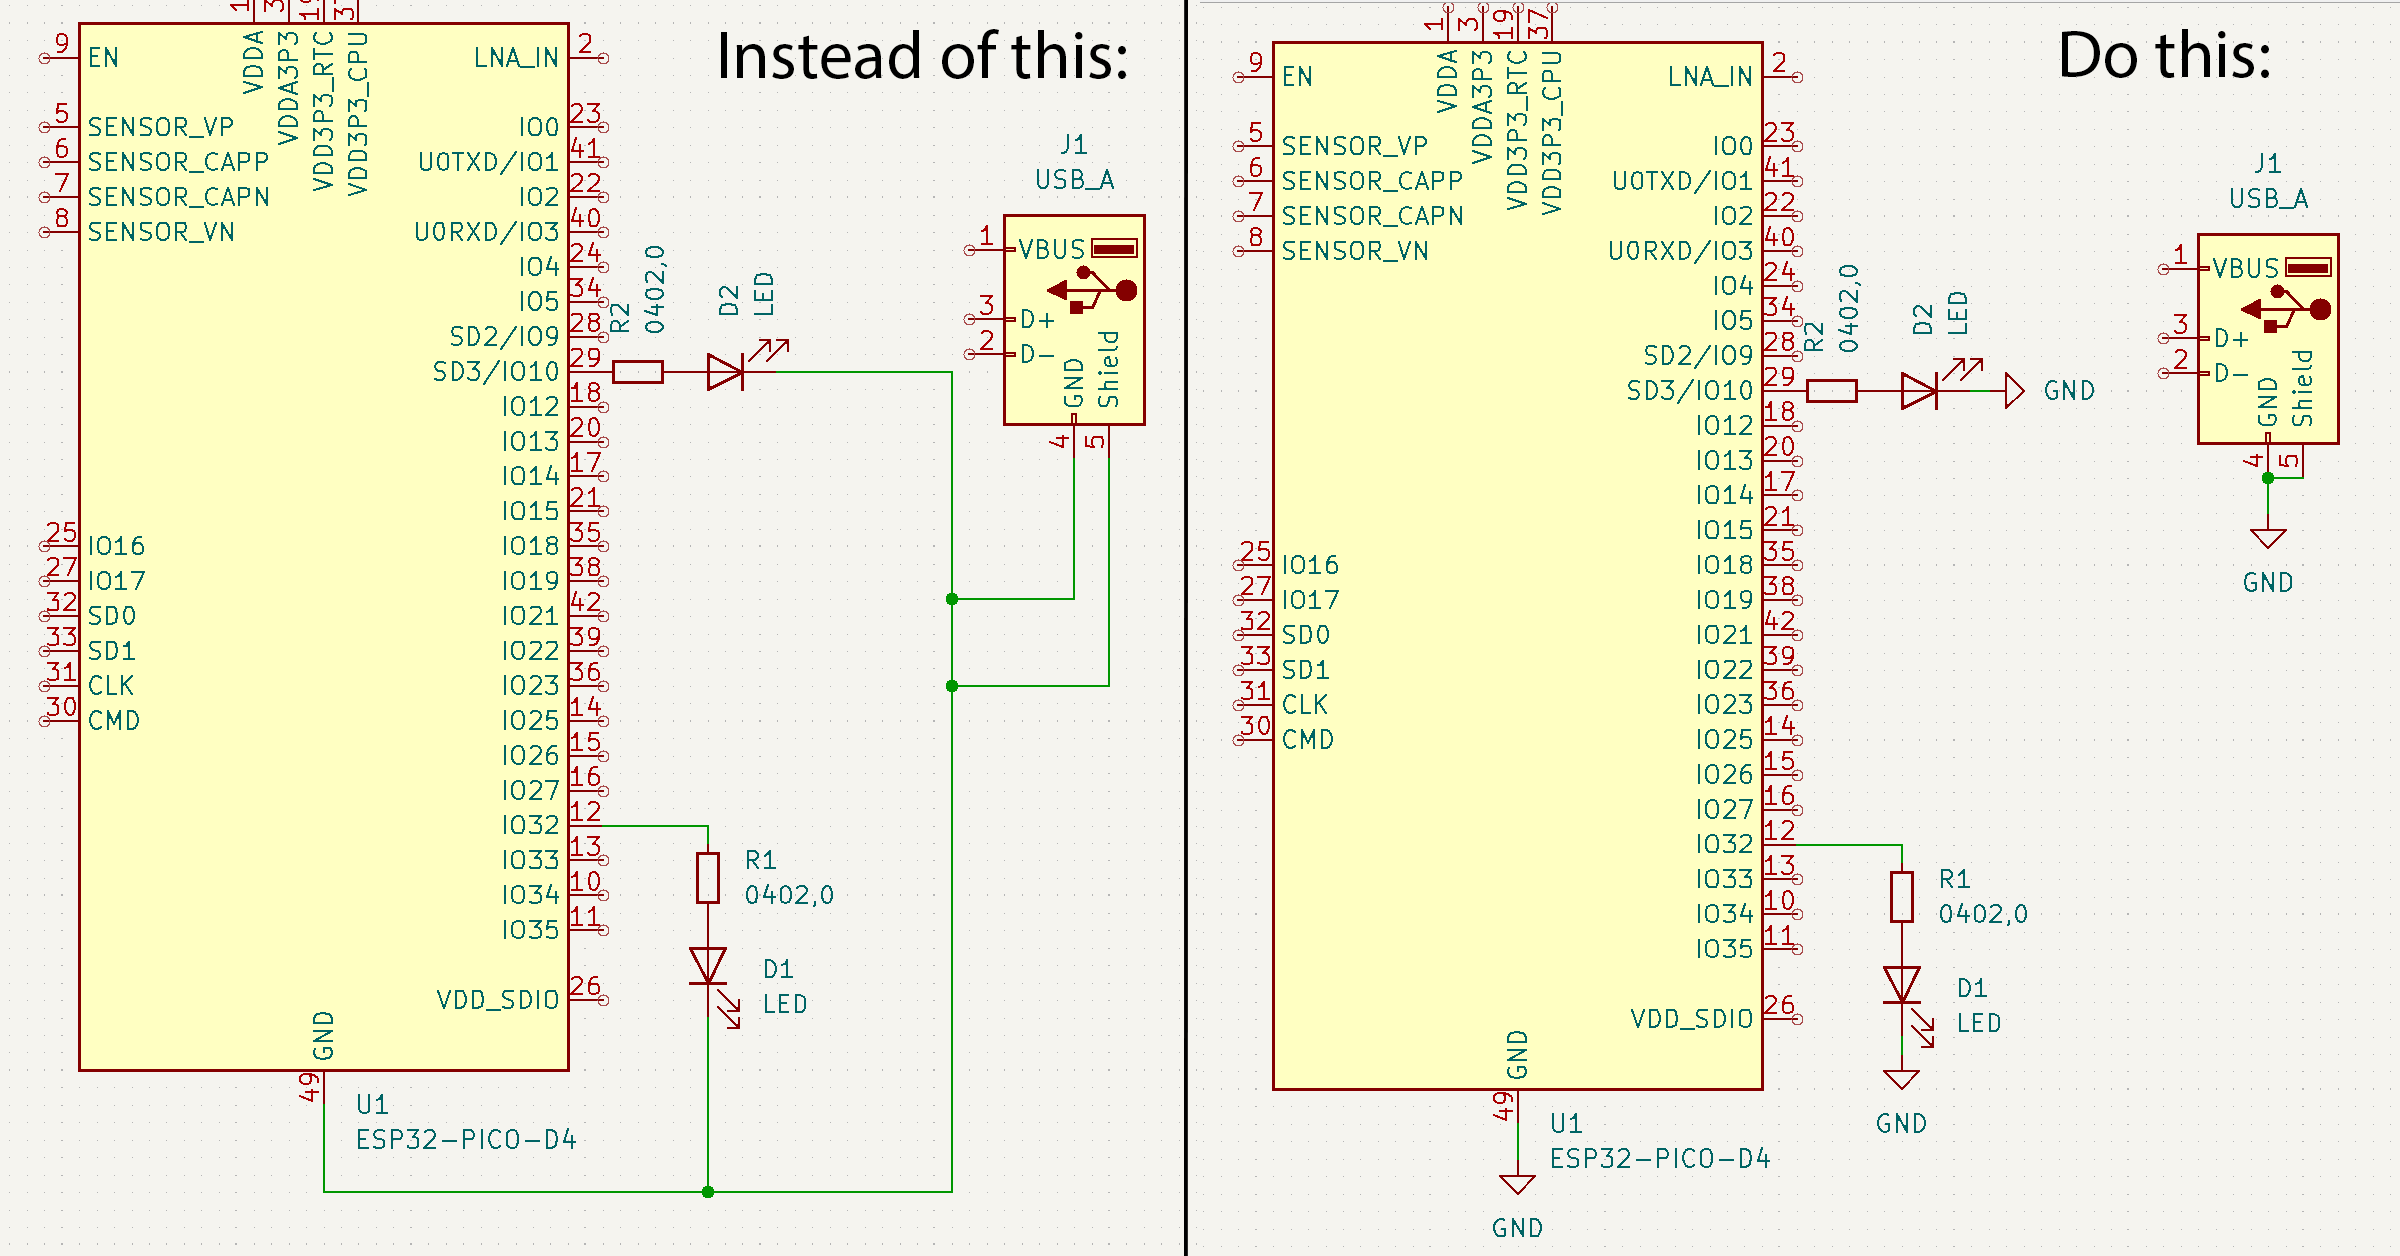 Instead of this:
1
3
19
9
EN
VDDA
VDDA3P3
VDD3P3_RTC
VDD3P3_CPU
LNA_IN
2
5
SENSOR_VP
IO0
23
6
SENSOR_CAPP
U0TXD/IO1
41
7
SENSOR_CAPN
IO2
22
8
SENSOR_VN
U0RXD/IO3
40
IO4
24
IO5
34
SD2/IO9
28
SD3/IO10
29
R2
0402,0
D2
LED
IO12
18
IO13
20
IO14
17
IO15
21
25
IO16
IO18
35
27
IO17
IO19
38
32
SD0
IO21
42
33
SD1
IO22
39
31
CLK
IO23
36
30
CMD
IO25
14
IO26
15
IO27
16
IO32
12
IO33
13
IO34
10
IO35
11
VDD_SDIO
26
GND
49
U1
ESP32-PICO-D4
R1
0402,0
D1
LED
J1
USB_A
1
VBUS
3
D+
2
D-
GND
Shield
4
5
Do this:
1
3
19
37
9
EN
VDDA
VDDA3P3
VDD3P3_RTC
VDD3P3_CPU
LNA_IN
2
5
SENSOR_VP
IO0
23
6
SENSOR_CAPP
U0TXD/IO1
41
7
SENSOR_CAPN
IO2
22
8
SENSOR_VN
U0RXD/IO3
40
IO4
24
IO5
34
SD2/IO9
28
SD3/IO10
29
R2
0402,0
D2
LED
GND
IO12
18
IO13
20
IO14
17
IO15
21
25
IO16
IO18
35
27
IO17
IO19
38
32
SD0
IO21
42
33
SD1
IO22
39
31
CLK
IO23
36
30
CMD
IO25
14
IO26
15
IO27
16
IO32
12
IO33
13
IO34
10
IO35
11
VDD_SDIO
26
GND
49
U1
ESP32-PICO-D4
GND
R1
0402,0
D1
LED
GND
J1
USB_A
1
VBUS
3
D+
2
D-
GND
Shield
4
5
GND